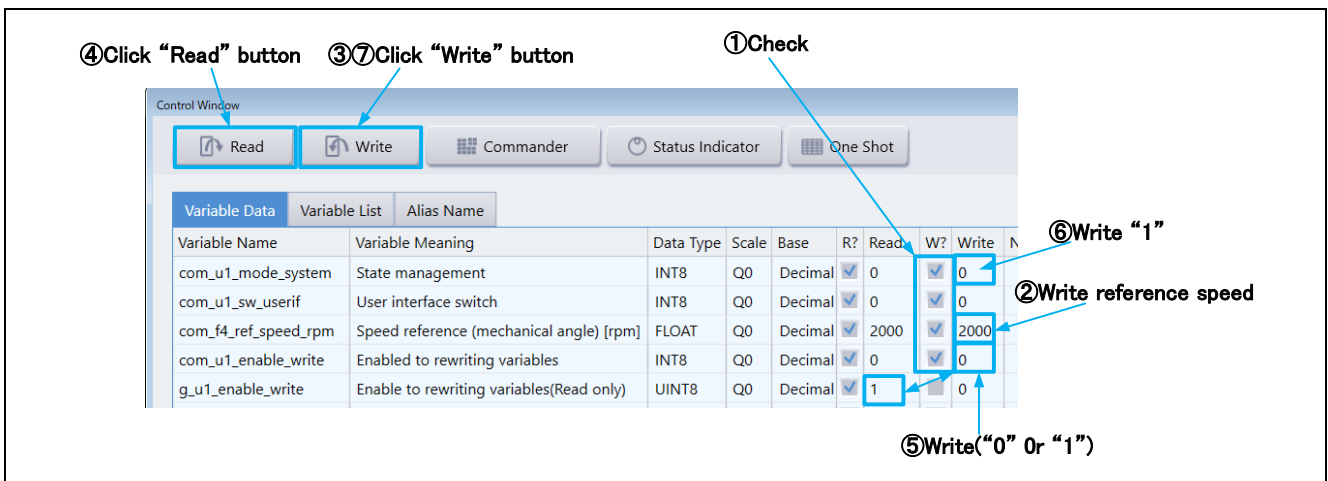 ④Click “Read” button ③⑦Click “Write” button ①Check
Control Window
Read Write Commander Status Indicator One Shot
Variable Data Variable List Alias Name
Variable Name Variable Meaning Data Type Scale Base R? Read W? Write N
com_u1_mode_system State management INT8 Q0 Decimal 0 0
⑥Write “1”
com_u1_sw_userif User interface switch INT8 Q0 Decimal 0 0
②Write reference speed
com_f4_ref_speed_rpm Speed reference (mechanical angle) [rpm] FLOAT Q0 Decimal 2000 2000
com_u1_enable_write Enabled to rewriting variables INT8 Q0 Decimal 0 0
g_u1_enable_write Enable to rewriting variables(Read only) UINT8 Q0 Decimal 1 0
⑤Write(“0” 0r “1”)